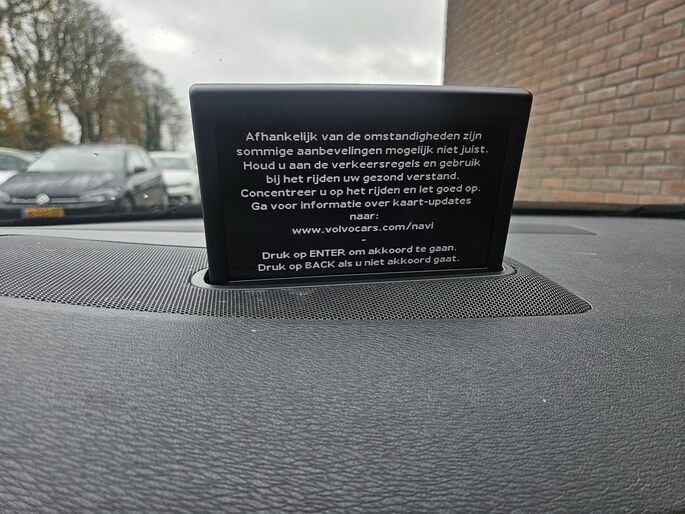 Afhankelijk van de omstandigheden zijn
sommige aanbevelingen mogelijk niet juist.
Houd u aan de verkeersregels en gebruik
bij het rijden uw gezond verstand.
Concentreer u op het rijden en let goed op.
Ga voor informatie over kaart-updates
naar:
www.volvocars.com/navi
-
Druk op ENTER om akkoord te gaan.
Druk op BACK als u niet akkoord gaat.